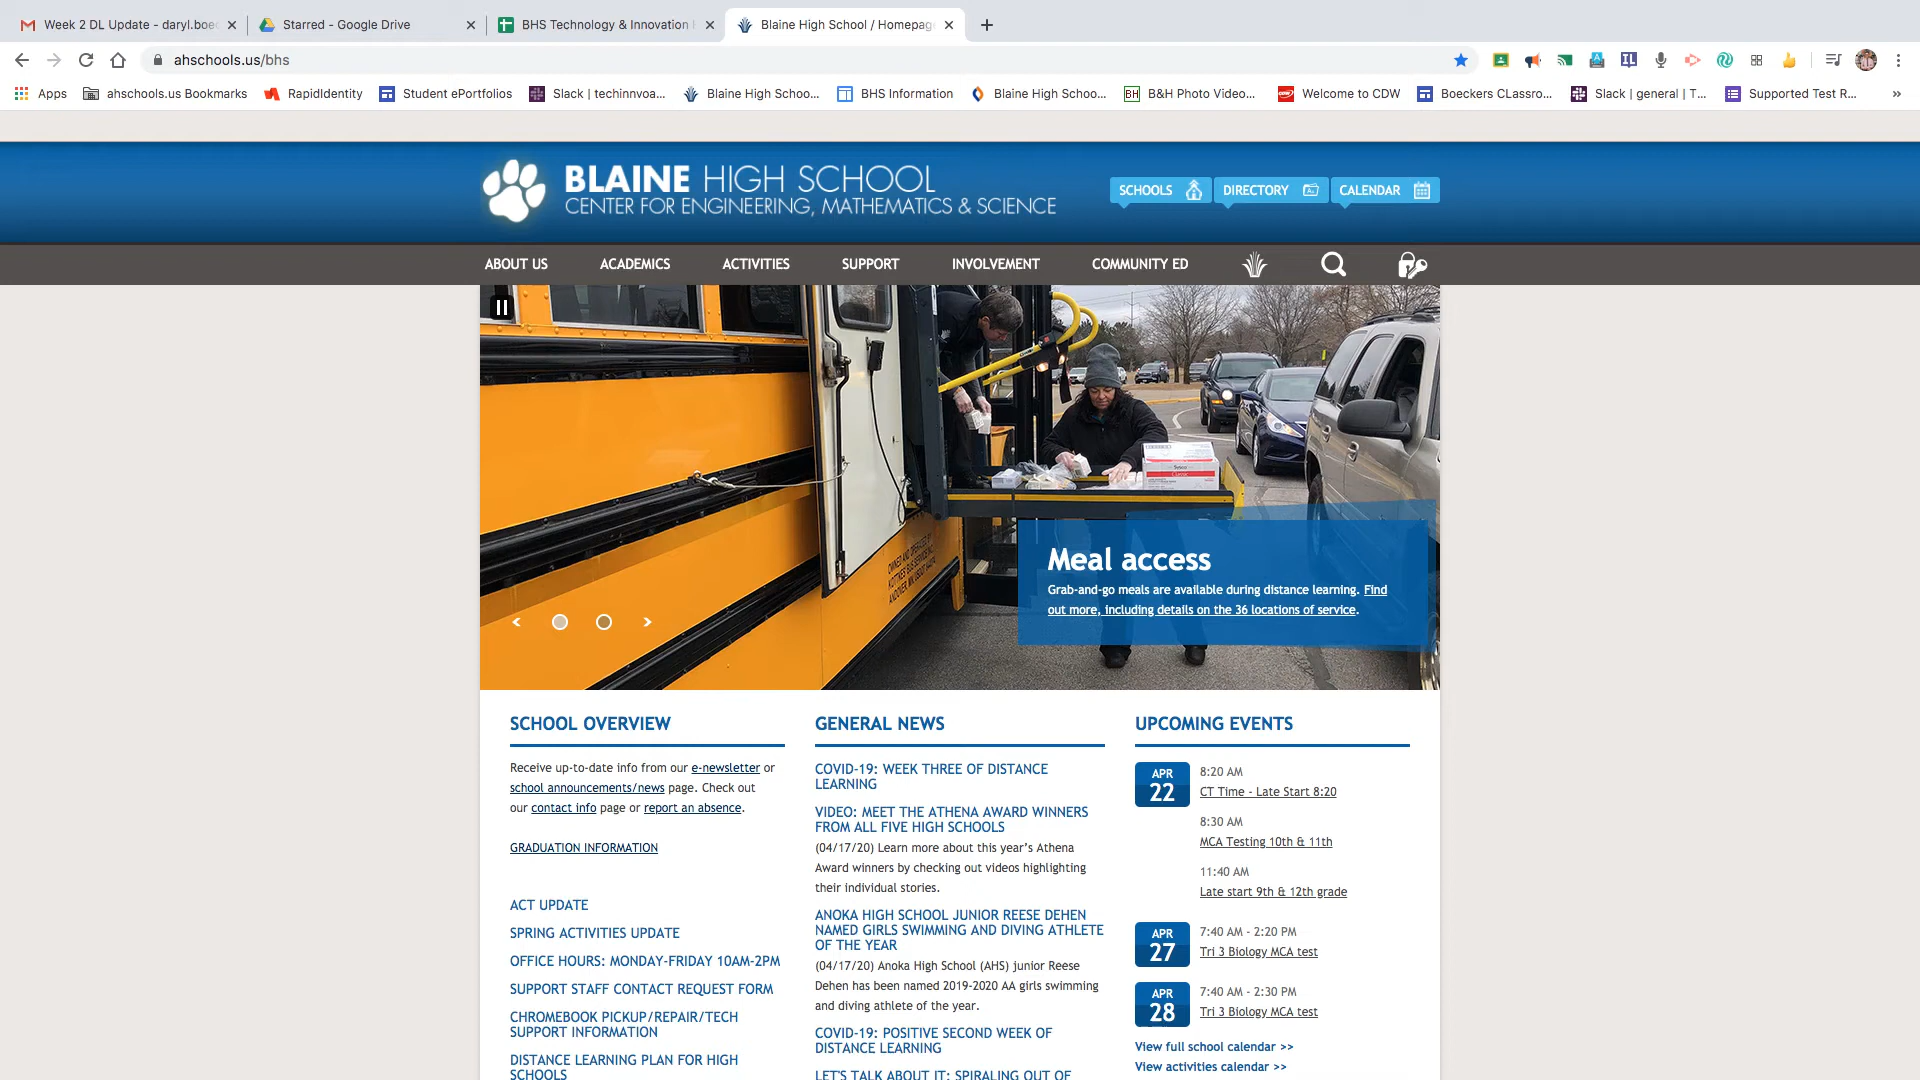 Week 2 DL Update - daryl.boec
Starred - Google Drive
BHS Technology & Innovation
Blaine High School / Homepage
ahschools.us/bhs
Apps
ahschools.us Bookmarks
RapidIdentity
Student ePortfolios
Slack | techinnvoa...
Blaine High Schoo...
BHS Information
Blaine High Schoo...
BH
B&H Photo Video...
Welcome to CDW
Boeckers CLassro...
Slack | general | T...
Supported Test R...
»
BLAINE HIGH SCHOOL
CENTER FOR ENGINEERING, MATHEMATICS & SCIENCE
SCHOOLS
DIRECTORY
CALENDAR
ABOUT US
ACADEMICS
ACTIVITIES
SUPPORT
INVOLVEMENT
COMMUNITY ED
Meal access
Grab-and-go meals are available during distance learning. Find
out more, including details on the 36 locations of service.
SCHOOL OVERVIEW
Receive up-to-date info from our e-newsletter or
school announcements/news page. Check out
our contact info page or report an absence.
GRADUATION INFORMATION
ACT UPDATE
SPRING ACTIVITIES UPDATE
OFFICE HOURS: MONDAY-FRIDAY 10AM-2PM
SUPPORT STAFF CONTACT REQUEST FORM
CHROMEBOOK PICKUP/REPAIR/TECH
SUPPORT INFORMATION
DISTANCE LEARNING PLAN FOR HIGH
SCHOOLS
GENERAL NEWS
COVID-19: WEEK THREE OF DISTANCE
LEARNING
VIDEO: MEET THE ATHENA AWARD WINNERS
FROM ALL FIVE HIGH SCHOOLS
(04/17/20) Learn more about this year's Athena
Award winners by checking out videos highlighting
their individual stories.
ANOKA HIGH SCHOOL JUNIOR REESE DEHEN
NAMED GIRLS SWIMMING AND DIVING ATHLETE
OF THE YEAR
(04/17/20) Anoka High School (AHS) junior Reese
Dehen has been named 2019-2020 AA girls swimming
and diving athlete of the year.
COVID-19: POSITIVE SECOND WEEK OF
DISTANCE LEARNING
LET'S TALK ABOUT IT: SPIRALING OUT OF
UPCOMING EVENTS
APR
22
8:20 AM
CT Time - Late Start 8:20
8:30 AM
MCA Testing 10th & 11th
11:40 AM
Late start 9th & 12th grade
APR
27
7:40 AM - 2:20 PM
Tri 3 Biology MCA test
APR
28
7:40 AM - 2:30 PM
Tri 3 Biology MCA test
View full school calendar >>
View activities calendar >>